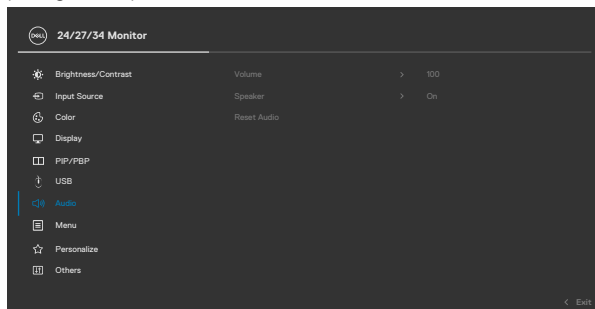 DELL 24/27/34 Monitor
Brightness/Contrast Volume > 100
Input Source Speaker > On
Color Reset Audio
Display
PIP/PBP
USB
Audio
Menu
Personalize
Others
< Exit